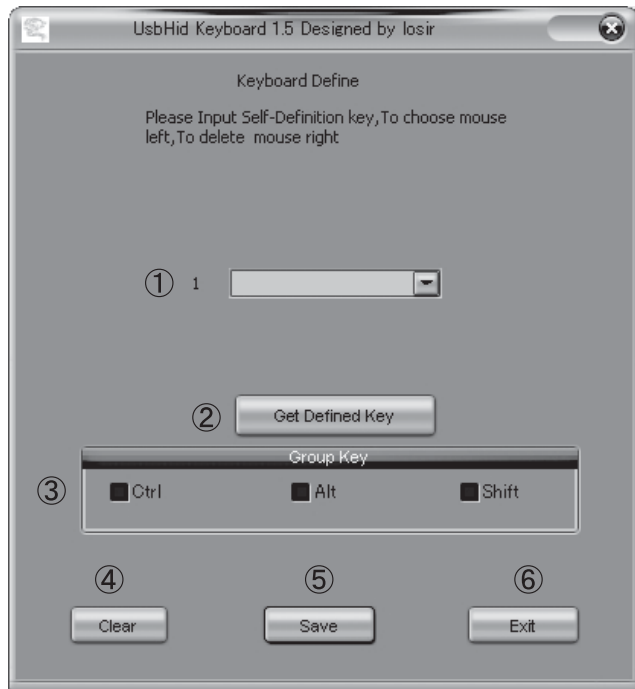 UsbHid Keyboard 1.5 Designed by losir
Keyboard Define
Please Input Self-Definition key,To choose mouse
left,To delete mouse right
① 1
② Get Defined Key
Group Key
③ Ctrl Alt Shift
④ ⑤ ⑥
Clear Save Exit